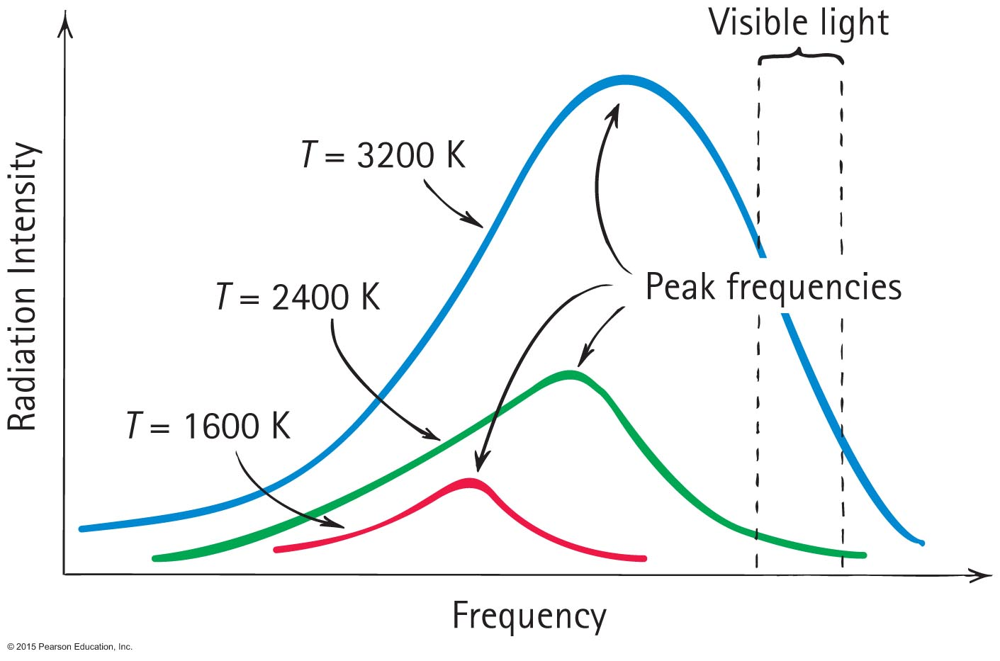 Visible light
T = 3200 K
Peak frequencies
T = 2400 K
T = 1600 K
Radiation Intensity
Frequency
© 2015 Pearson Education, Inc.